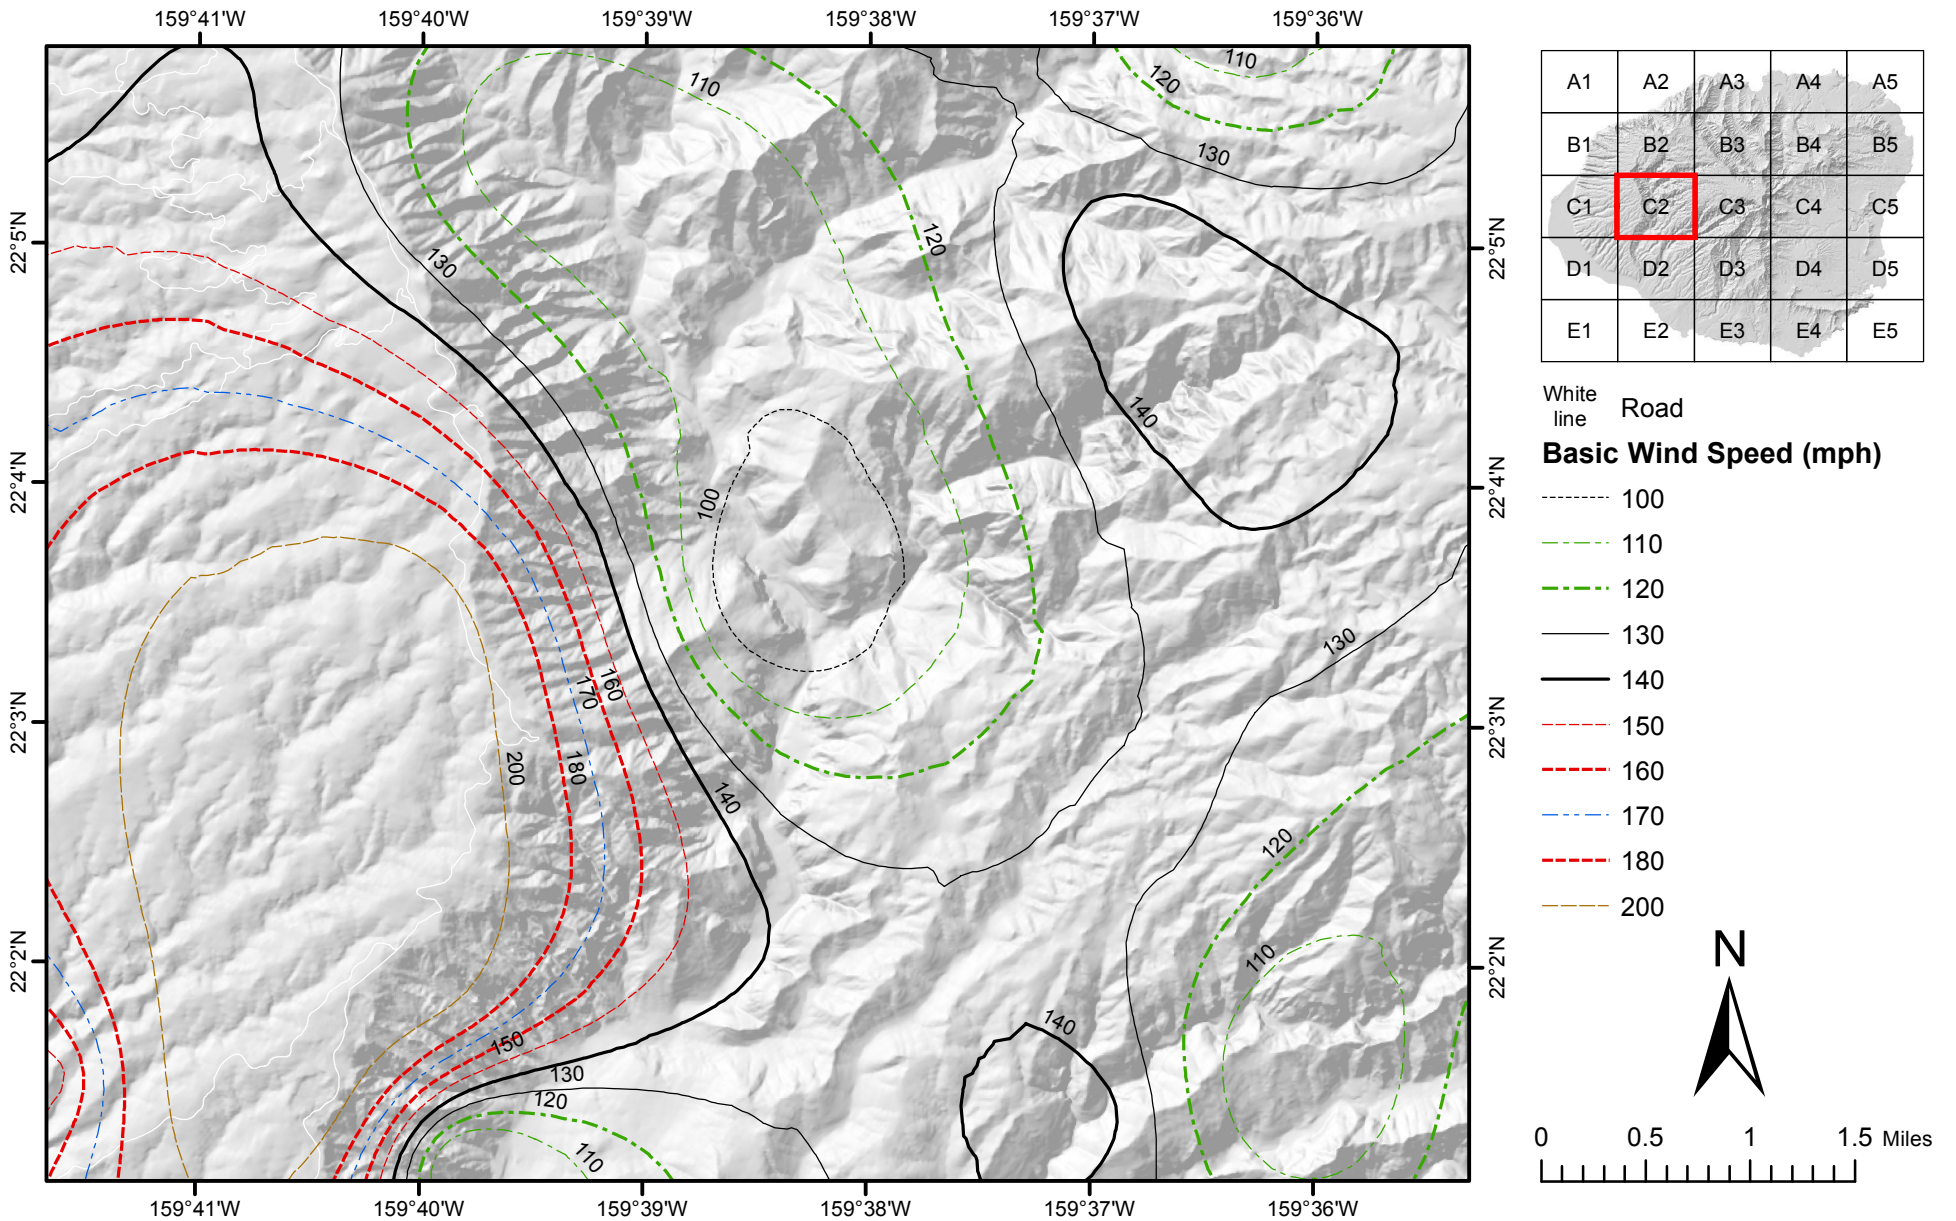 159°41'W 159°40'W 159°39'W 159°38'W 159°37'W 159°36'W
22°5'N
22°4'N
22°3'N
22°2'N
110
120
110
120
130
130
120
140
140
100
130
160
170
180
200
140
120
110
140
150
130
120
110
22°5'N
22°4'N
22°3'N
22°2'N
159°41'W 159°40'W 159°39'W 159°38'W 159°37'W 159°36'W
A1 A2 A3 A4 A5
B1 B2 B3 B4 B5
C1 C2 C3 C4 C5
D1 D2 D3 D4 D5
E1 E2 E3 E4 E5
White
line Road
Basic Wind Speed (mph)
100
110
120
130
140
150
160
170
180
200
N
0 0.5 1 1.5 Miles